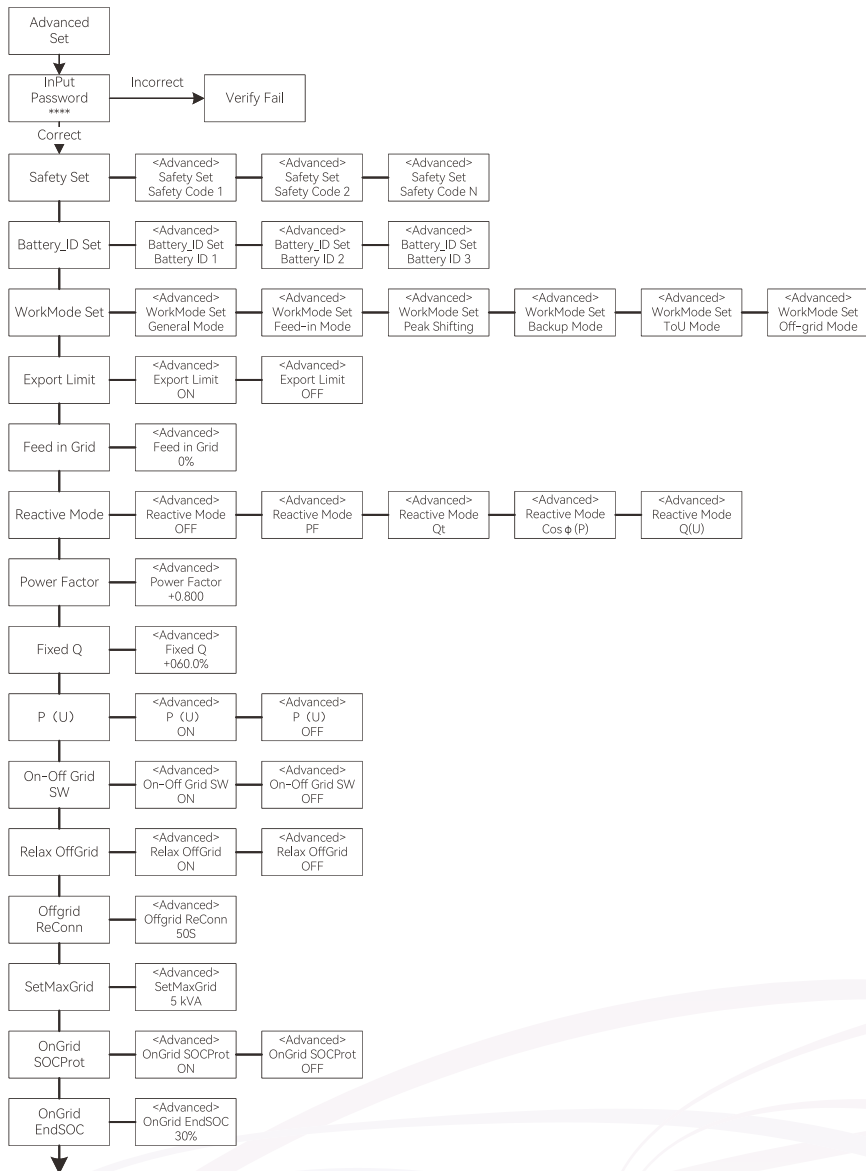 Advanced
Set
InPut
Password
****
Incorrect
Verify Fail
Correct
Safety Set
<Advanced>
Safety Set
Safety Code 1
<Advanced>
Safety Set
Safety Code 2
<Advanced>
Safety Set
Safety Code N
Battery_ID Set
<Advanced>
Battery_ID Set
Battery ID 1
<Advanced>
Battery_ID Set
Battery ID 2
<Advanced>
Battery_ID Set
Battery ID 3
WorkMode Set
<Advanced>
WorkMode Set
General Mode
<Advanced>
WorkMode Set
Feed-in Mode
<Advanced>
WorkMode Set
Peak Shifting
<Advanced>
WorkMode Set
Backup Mode
<Advanced>
WorkMode Set
ToU Mode
<Advanced>
WorkMode Set
Off-grid Mode
Export Limit
<Advanced>
Export Limit
ON
<Advanced>
Export Limit
OFF
Feed in Grid
<Advanced>
Feed in Grid
0%
Reactive Mode
<Advanced>
Reactive Mode
OFF
<Advanced>
Reactive Mode
PF
<Advanced>
Reactive Mode
Qt
<Advanced>
Reactive Mode
Cos ϕ (P)
<Advanced>
Reactive Mode
Q(U)
Power Factor
<Advanced>
Power Factor
+0.800
Fixed Q
<Advanced>
Fixed Q
+060.0%
P（U）
<Advanced>
P（U）
ON
<Advanced>
P（U）
OFF
On-Off Grid
SW
<Advanced>
On-Off Grid SW
ON
<Advanced>
On-Off Grid SW
OFF
Relax OffGrid
<Advanced>
Relax OffGrid
ON
<Advanced>
Relax OffGrid
OFF
Offgrid
ReConn
<Advanced>
Offgrid ReConn
50S
SetMaxGrid
<Advanced>
SetMaxGrid
5 kVA
OnGrid
SOCProt
<Advanced>
OnGrid SOCProt
ON
<Advanced>
OnGrid SOCProt
OFF
OnGrid
EndSOC
<Advanced>
OnGrid EndSOC
30%